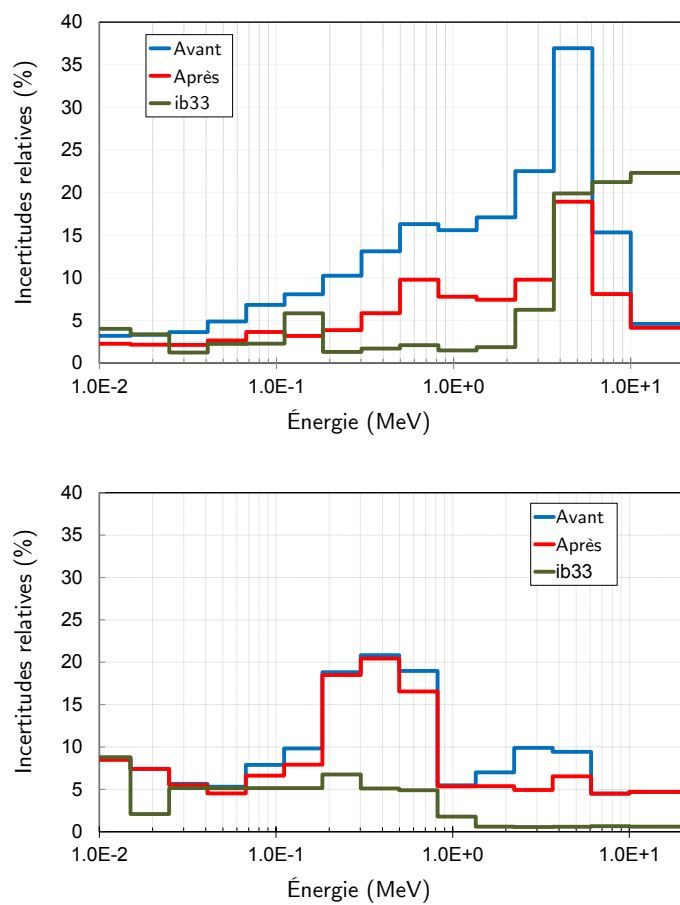 40
35
30
25
20
15
10
5
0
Incertitudes relatives (%)
Avant
Après
ib33
1.0E-2
1.0E-1
1.0E+0
1.0E+1
Énergie (MeV)
40
35
30
25
20
15
10
5
0
Incertitudes relatives (%)
Avant
Après
ib33
1.0E-2
1.0E-1
1.0E+0
1.0E+1
Énergie (MeV)